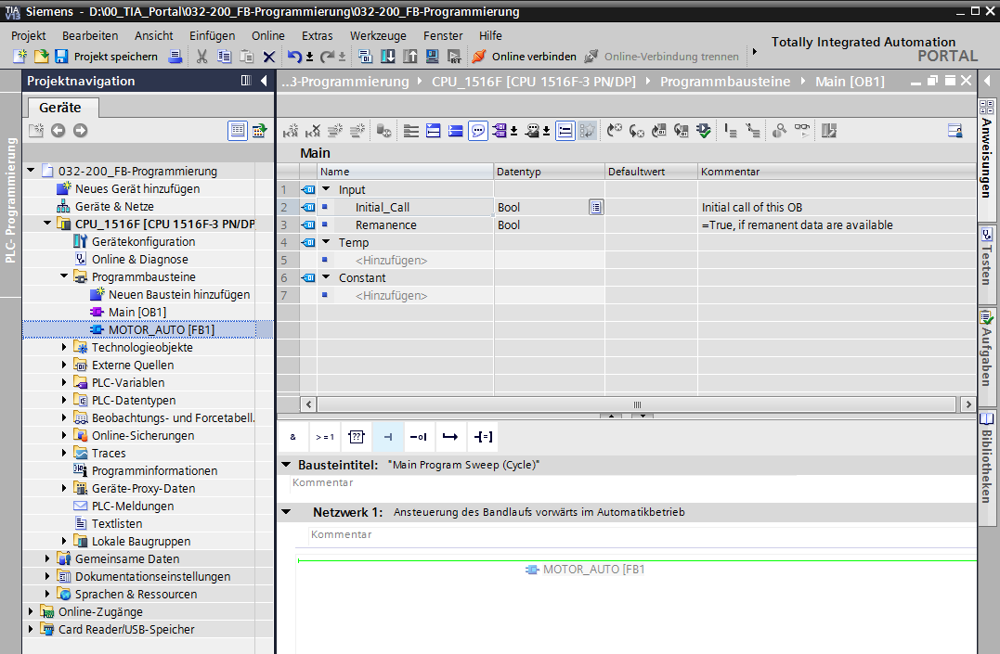 TIA V13 Siemens - D:\00_TIA_Portal\032-200_FB-Programmierung\032-200_FB-Programmierung
Projekt Bearbeiten Ansicht Einfügen Online Extras Werkzeuge Fenster Hilfe
Projekt speichern Online verbinden Online-Verbindung trennen
Totally Integrated Automation
PORTAL
Projektnavigation
Geräte
032-200_FB-Programmierung
Neues Gerät hinzufügen
Geräte & Netze
CPU_1516F [CPU 1516F-3 PN/DP
Gerätekonfiguration
Online & Diagnose
Programmbausteine
Neuen Baustein hinzufügen
Main [OB1]
MOTOR_AUTO [FB1]
Technologieobjekte
Externe Quellen
PLC-Variablen
PLC-Datentypen
Beobachtungs- und Forcetabell.
Online-Sicherungen
Traces
Programminformationen
Geräte-Proxy-Daten
PLC-Meldungen
Textlisten
Lokale Baugruppen
Gemeinsame Daten
Dokumentationseinstellungen
Sprachen & Ressourcen
Online-Zugänge
Card Reader/USB-Speicher
PLC- Programmierung
..3-Programmierung CPU_1516F [CPU 1516F-3 PN/DP] Programmbausteine Main [OB1]
Main
Name Datentyp Defaultwert Kommentar
1 Input
2 Initial_Call Bool Initial call of this OB
3 Remanence Bool =True, if remanent data are available
4 Temp
5 <Hinzufügen>
6 Constant
7 <Hinzufügen>
& >=1 ?? -| -o| -[=]
Bausteintitel: "Main Program Sweep (Cycle)"
Kommentar
Netzwerk 1: Ansteuerung des Bandlaufs vorwärts im Automatikbetrieb
Kommentar
MOTOR_AUTO [FB1
Anweisungen
Testen
Aufgaben
Bibliotheken